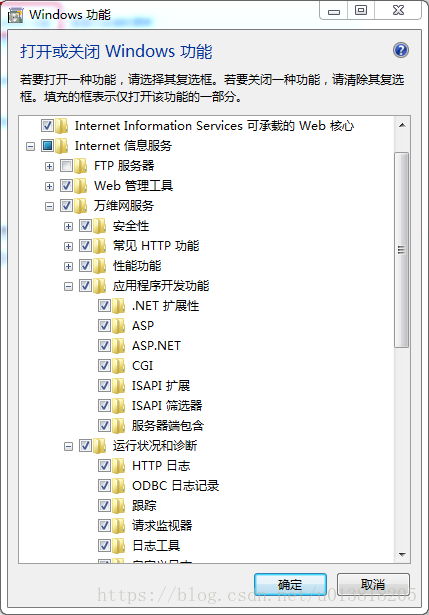 Windows 功能
打开或关闭 Windows 功能
若要打开一种功能，请选择其复选框。若要关闭一种功能，请清除其复选
框。填充的框表示仅打开该功能的一部分。
Internet Information Services 可承载的 Web 核心
Internet 信息服务
FTP 服务器
Web 管理工具
万维网服务
安全性
常见 HTTP 功能
性能功能
应用程序开发功能
.NET 扩展性
ASP
ASP.NET
CGI
ISAPI 扩展
ISAPI 筛选器
服务器端包含
运行状况和诊断
HTTP 日志
ODBC 日志记录
跟踪
请求监视器
日志工具
确定
取消